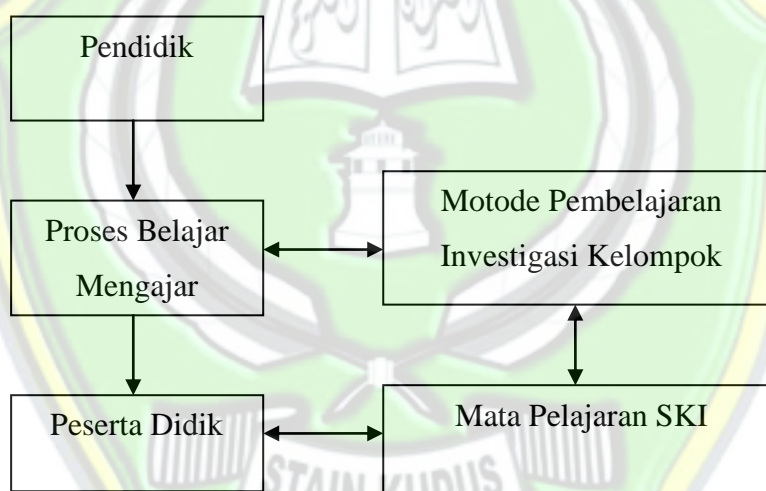 Pendidik
Proses Belajar
Mengajar
Peserta Didik
Motode Pembelajaran
Investigasi Kelompok
Mata Pelajaran SKI
STAIN KUDUS